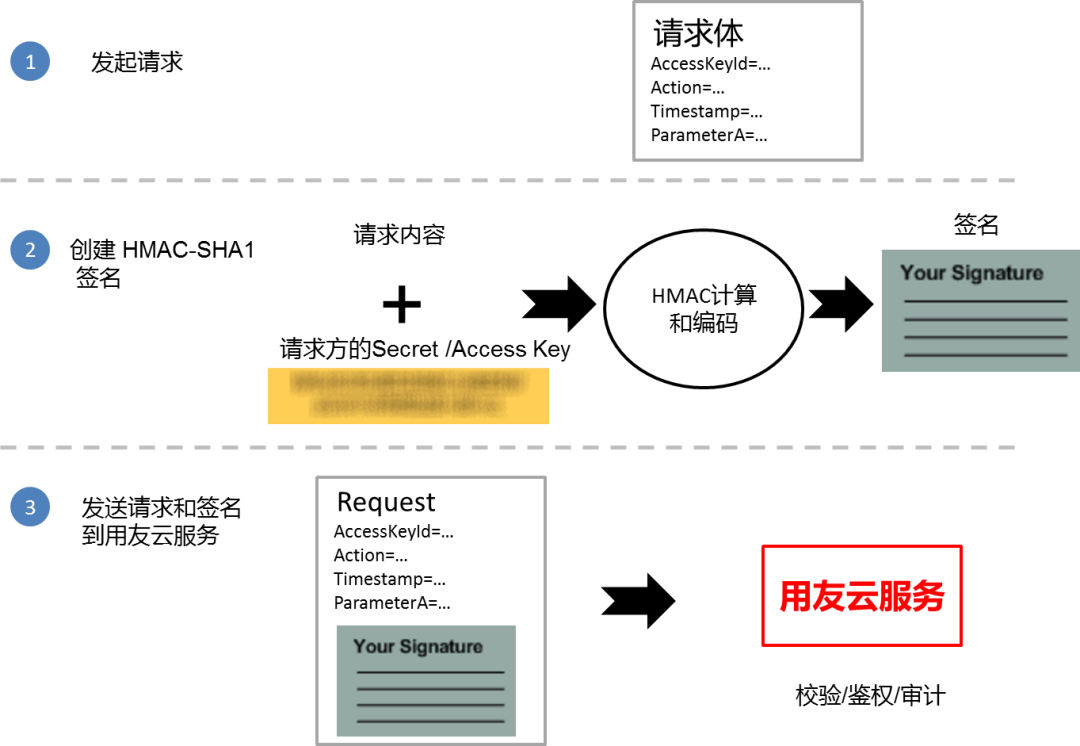 1
发起请求
请求体
AccessKeyId=...
Action=...
Timestamp=...
ParameterA=...
2
创建 HMAC-SHA1
签名
请求内容
+
请求方的Secret /Access Key
HMAC计算
和编码
签名
Your Signature
3
发送请求和签名
到用友云服务
Request
AccessKeyId=...
Action=...
Timestamp=...
ParameterA=...
Your Signature
用友云服务
校验/鉴权/审计